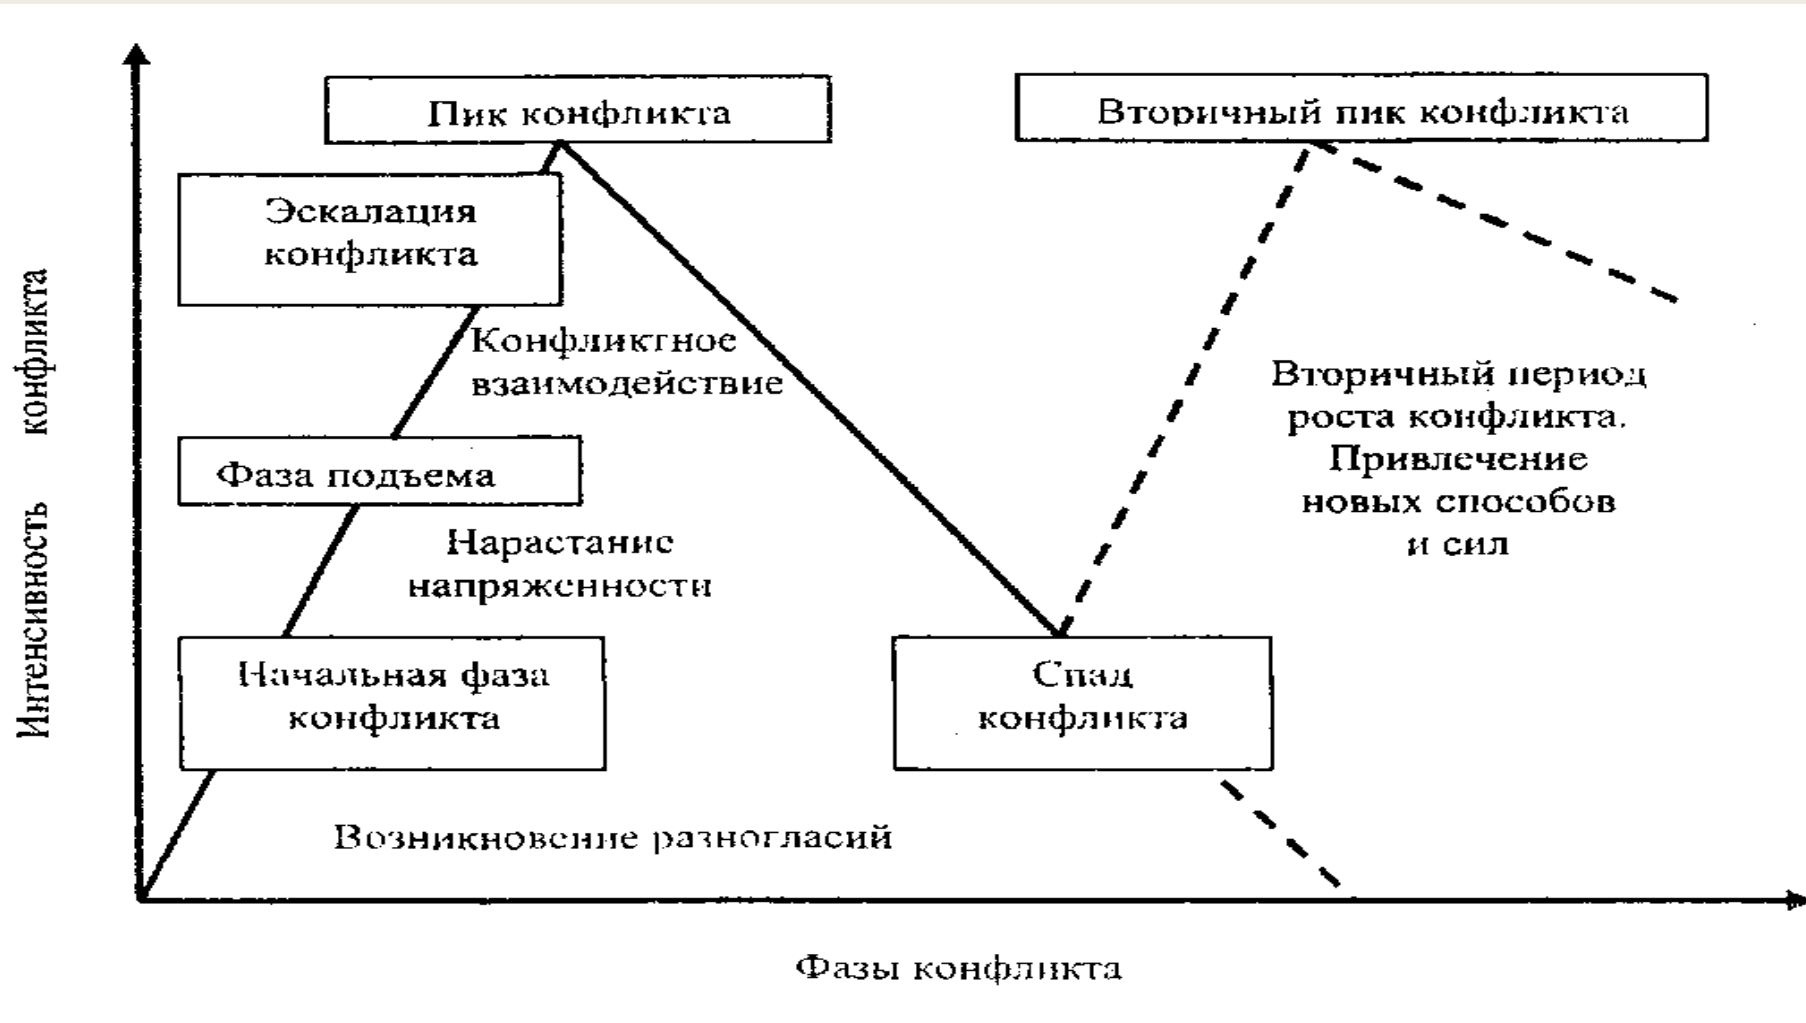 Пик конфликта
Вторичный пик конфликта
Эскалация
конфликта
Конфликтное
взаимодействие
Фаза подъема
Нарастание
напряженности
Начальная фаза
конфликта
Возникновение разногласий
Спад
конфликта
Вторичный период
роста конфликта.
Привлечение
новых способов
и сил
Интенсивность конфликта
Фазы конфликта